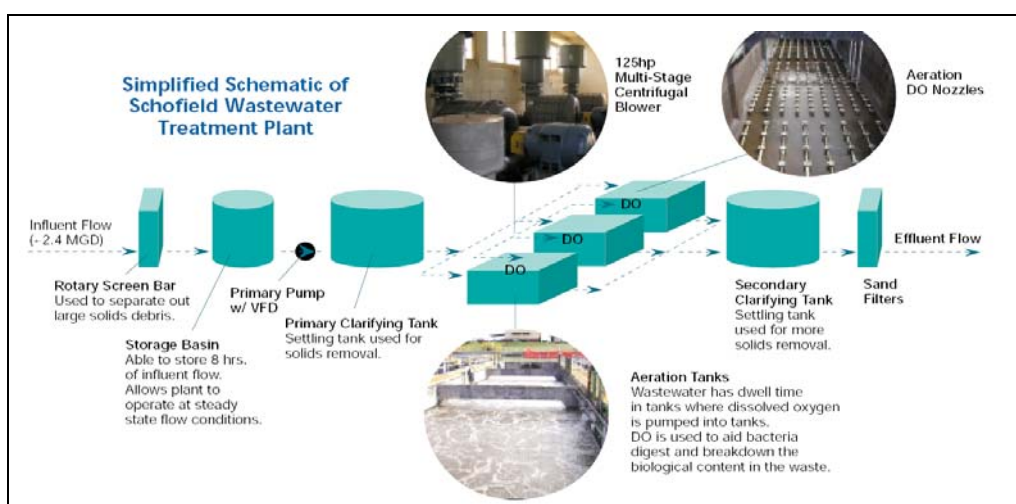 Simplified Schematic of
Schofield Wastewater
Treatment Plant
125hp
Multi-Stage
Centrifugal
Blower
Aeration
DO Nozzles
Influent Flow
(~2.4 MGD)
DO
DO
DO
Effluent Flow
Rotary Screen Bar
Used to separate out
large solids debris.
Storage Basin
Able to store 8 hrs.
of influent flow.
Allows plant to
operate at steady
state flow conditions.
Primary Pump
w/ VFD
Primary Clarifying Tank
Settling tank used for
solids removal.
Secondary
Clarifying Tank
Settling tank
used for more
solids removal.
Sand
Filters
Aeration Tanks
Wastewater has dwell time
in tanks where dissolved oxygen
is pumped into tanks.
DO is used to aid bacteria
digest and breakdown the
biological content in the waste.